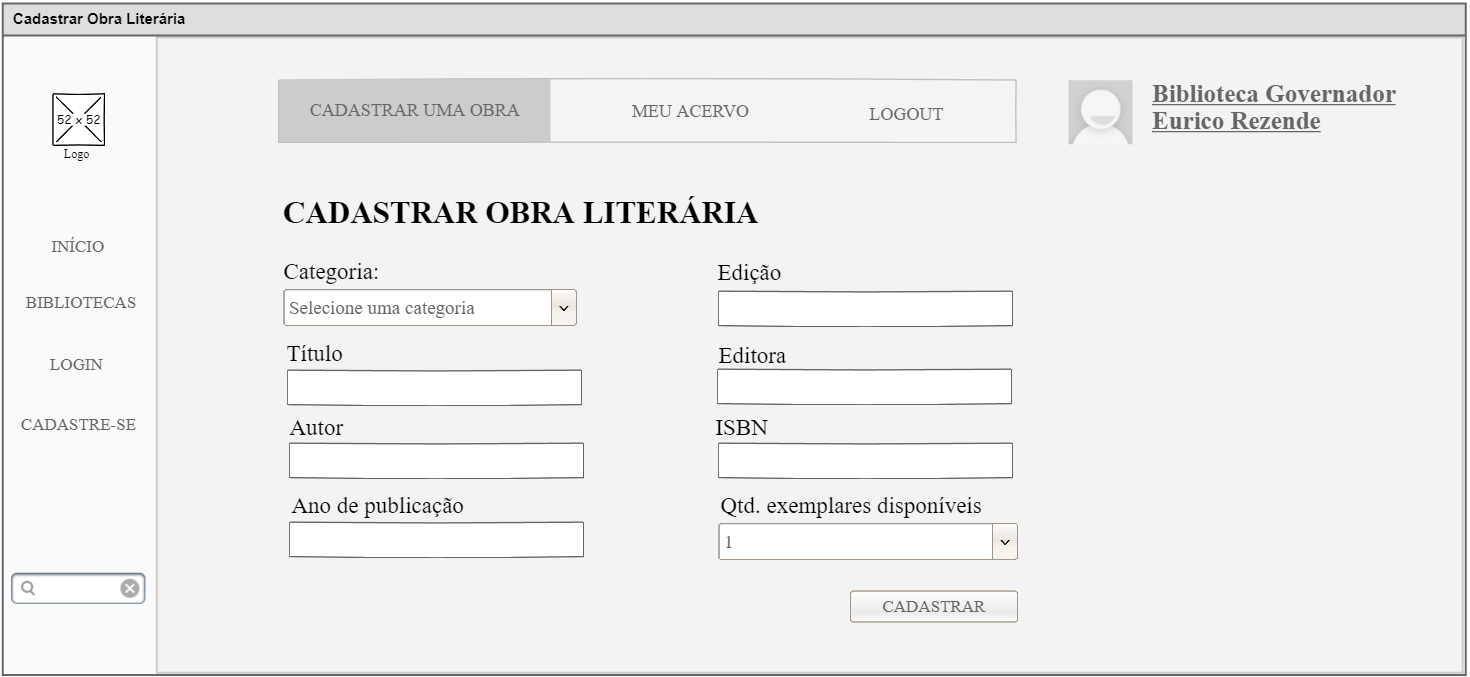 Cadastrar Obra Literária
52 x 52
Logo
INÍCIO
BIBLIOTECAS
LOGIN
CADASTRE-SE
CADASTRAR UMA OBRA
MEU ACERVO
LOGOUT
Biblioteca Governador
Eurico Rezende
CADASTRAR OBRA LITERÁRIA
Categoria:
Selecione uma categoria
Edição
Título
Editora
Autor
ISBN
Ano de publicação
Qtd. exemplares disponíveis
1
CADASTRAR